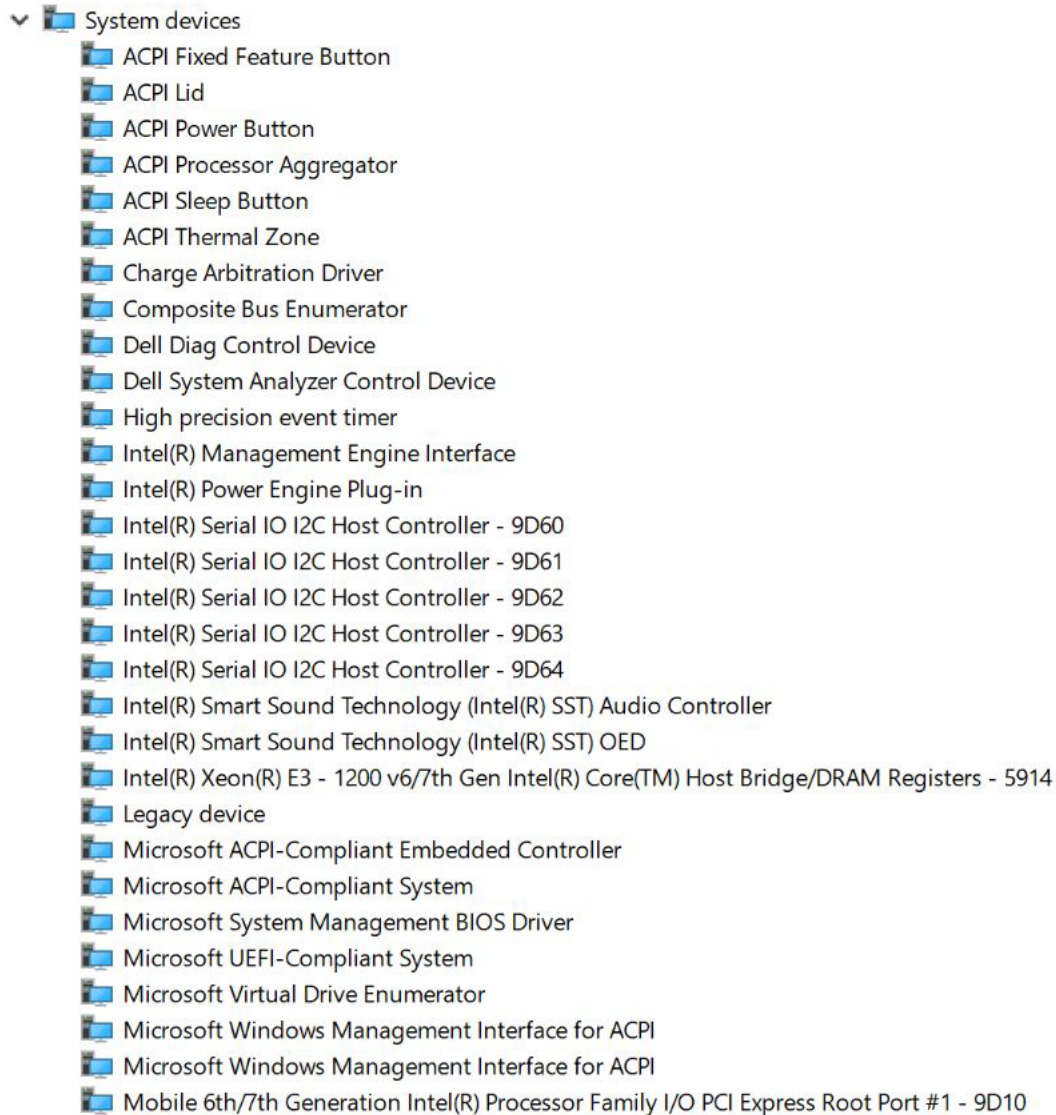 System devices
ACPI Fixed Feature Button
ACPI Lid
ACPI Power Button
ACPI Processor Aggregator
ACPI Sleep Button
ACPI Thermal Zone
Charge Arbitration Driver
Composite Bus Enumerator
Dell Diag Control Device
Dell System Analyzer Control Device
High precision event timer
Intel(R) Management Engine Interface
Intel(R) Power Engine Plug-in
Intel(R) Serial IO I2C Host Controller - 9D60
Intel(R) Serial IO I2C Host Controller - 9D61
Intel(R) Serial IO I2C Host Controller - 9D62
Intel(R) Serial IO I2C Host Controller - 9D63
Intel(R) Serial IO I2C Host Controller - 9D64
Intel(R) Smart Sound Technology (Intel(R) SST) Audio Controller
Intel(R) Smart Sound Technology (Intel(R) SST) OED
Intel(R) Xeon(R) E3 - 1200 v6/7th Gen Intel(R) Core(TM) Host Bridge/DRAM Registers - 5914
Legacy device
Microsoft ACPI-Compliant Embedded Controller
Microsoft ACPI-Compliant System
Microsoft System Management BIOS Driver
Microsoft UEFI-Compliant System
Microsoft Virtual Drive Enumerator
Microsoft Windows Management Interface for ACPI
Microsoft Windows Management Interface for ACPI
Mobile 6th/7th Generation Intel(R) Processor Family I/O PCI Express Root Port #1 - 9D10